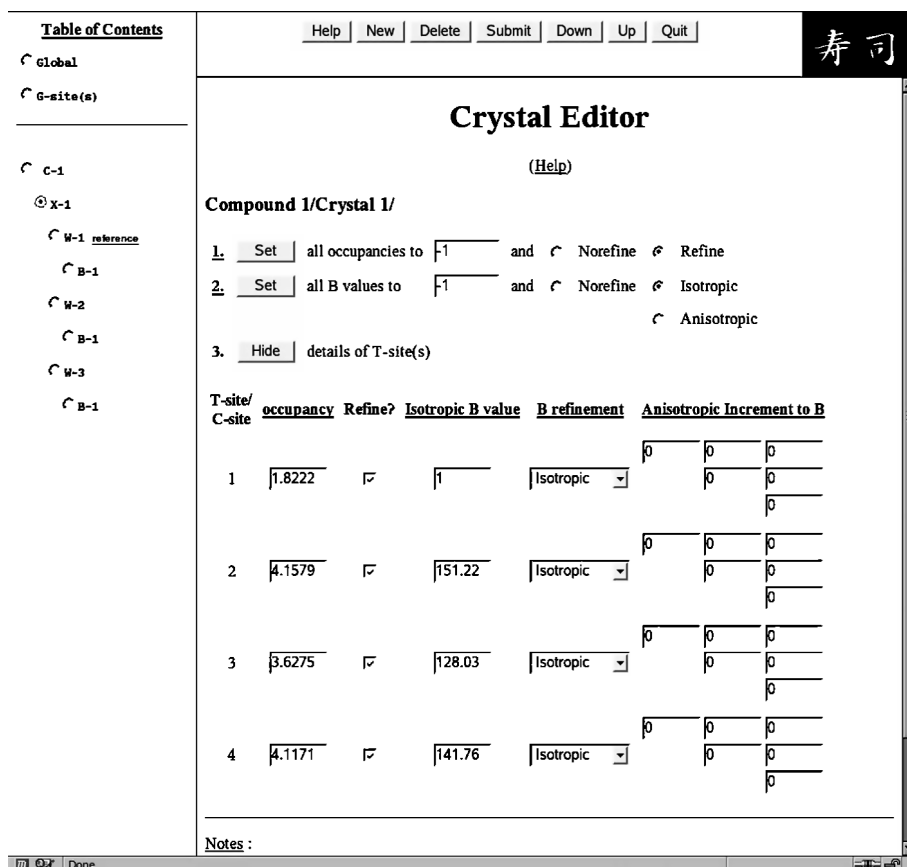 Table of Contents
Global
G-site(s)
C-1
X-1
W-1 reference
B-1
W-2
B-1
W-3
B-1
Help New Delete Submit Down Up Quit
寿司
Crystal Editor
(Help)
Compound 1/Crystal 1/
1. Set all occupancies to -1 and Norefine Refine
2. Set all B values to -1 and Norefine Isotropic
Anisotropic
3. Hide details of T-site(s)
T-site/
C-site occupancy Refine? Isotropic B value B refinement Anisotropic Increment to B
0 0 0
1 1.8222 1 Isotropic 0 0
0
0 0 0
2 4.1579 151.22 Isotropic 0 0
0
0 0 0
3 3.6275 128.03 Isotropic 0 0
0
0 0 0
4 4.1171 141.76 Isotropic 0 0
0
Notes :
Done